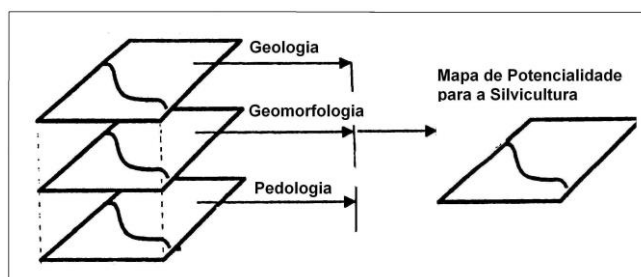 Geologia
Geomorfologia
Pedologia
Mapa de Potencialidade
para a Silvicultura